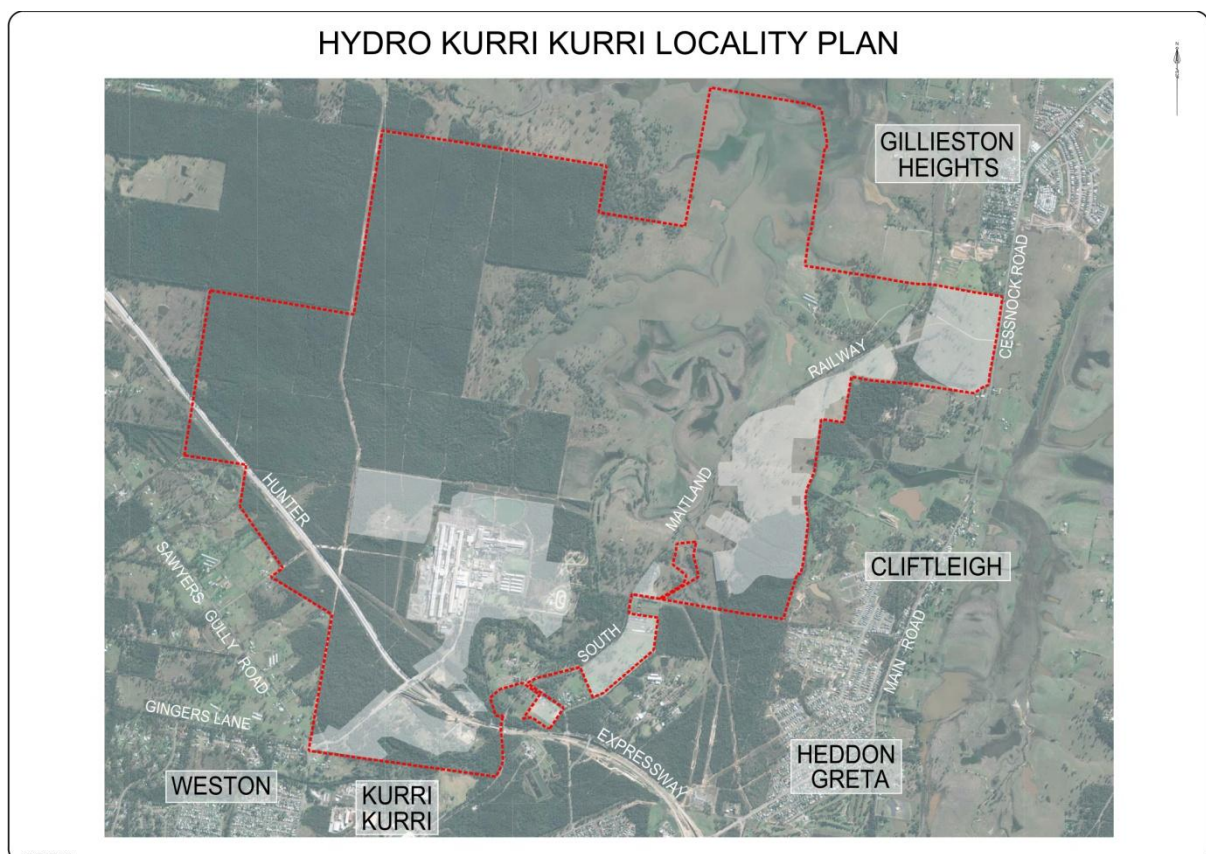 HYDRO KURRI KURRI LOCALITY PLAN
GILLIESTON
HEIGHTS
CESSNOCK ROAD
RAILWAY
MAITLAND
HUNTER
SAWYERS GULLY ROAD
CLIFTLEIGH
SOUTH
MAIN ROAD
GINGERS LANE
EXPRESSWAY
WESTON
KURRI
KURRI
HEDDON
GRETA